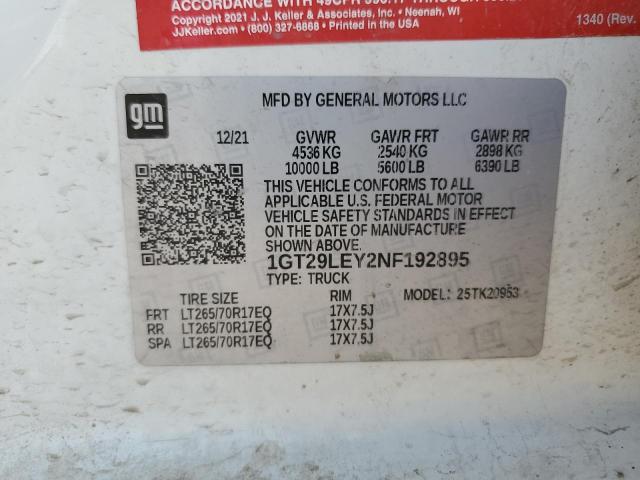 ACCORDANCE WITH 49CFR 396.17 THROUGH
Copyright 2021 J. J. Keller & Associates, Inc. • Neenah, WI
JJKeller.com • (800) 327-6868 • Printed in the USA
1340 (Rev.
gm
MFD BY GENERAL MOTORS LLC
12/21 GVWR GAWR FRT GAWR RR
4536 KG 2540 KG 2898 KG
10000 LB 5600 LB 6390 LB
THIS VEHICLE CONFORMS TO ALL
APPLICABLE U.S. FEDERAL MOTOR
VEHICLE SAFETY STANDARDS IN EFFECT
ON THE DATE OF MANUFACTURE
SHOWN ABOVE.
1GT29LEY2NF192895
TYPE: TRUCK
TIRE SIZE RIM MODEL: 25TK20953
FRT LT265/70R17EQ 17X7.5J
RR LT265/70R17EQ 17X7.5J
SPA LT265/70R17EQ 17X7.5J